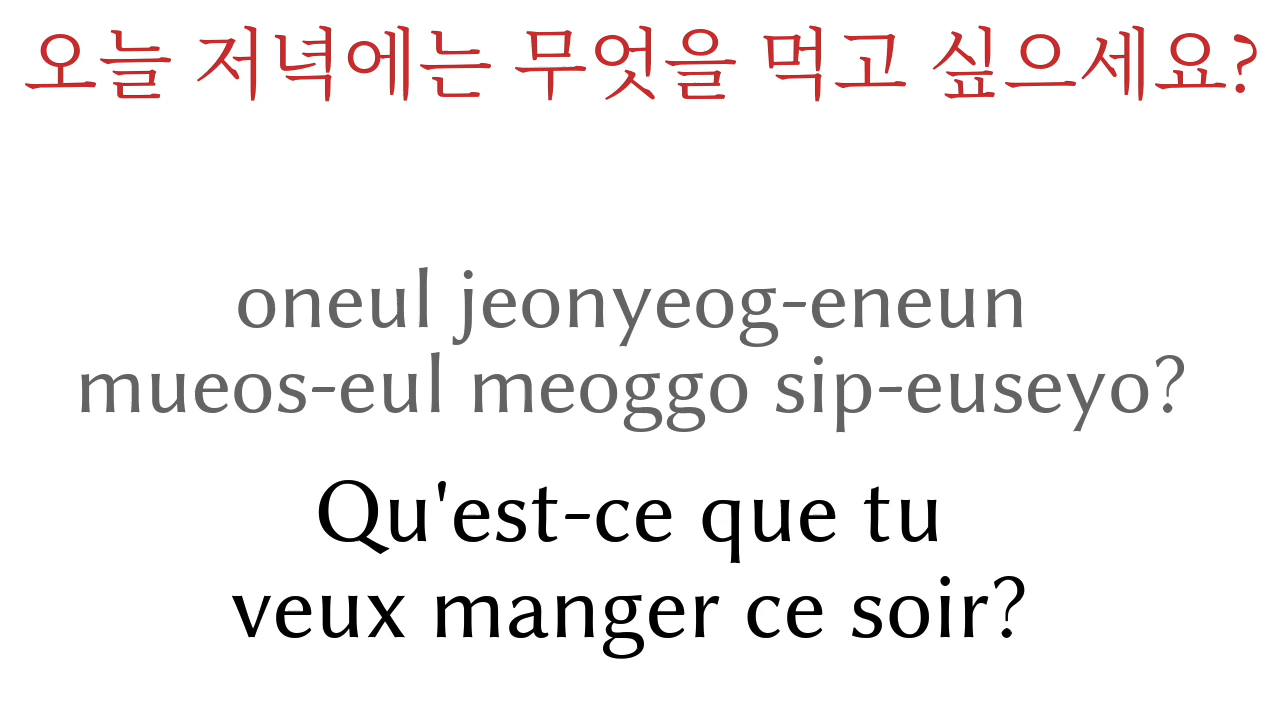 오늘 저녁에는 무엇을 먹고 싶으세요?
oneul jeonyeog-eneun
mueos-eul meoggo sip-euseyo?
Qu'est-ce que tu
veux manger ce soir?